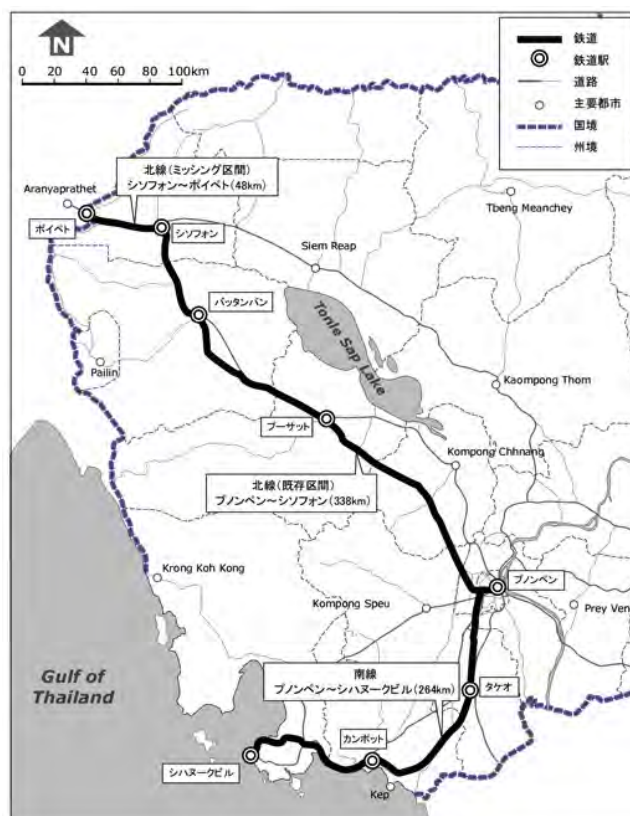 N
0 20 40 60 80 100km
鉄道
鉄道駅
道路
主要都市
国境
州境
北線(ミッシング区間)
シソフォン～ポイペト(48km)
Aranyaprathet
ポイペト
シソフォン
Tbeng Meanchey
Siem Reap
バッタンバン
Tonle Sap Lake
Pailin
Kaompong Thom
プーサット
Kompong Chhnang
北線(既存区間)
プノンペン～シソフォン(338km)
Krong Koh Kong
プノンペン
Kompong Speu
Prey Ven
Gulf of
Thailand
南線
プノンペン～シハヌークビル(264km)
タケオ
カンポット
シハヌークビル
Kep